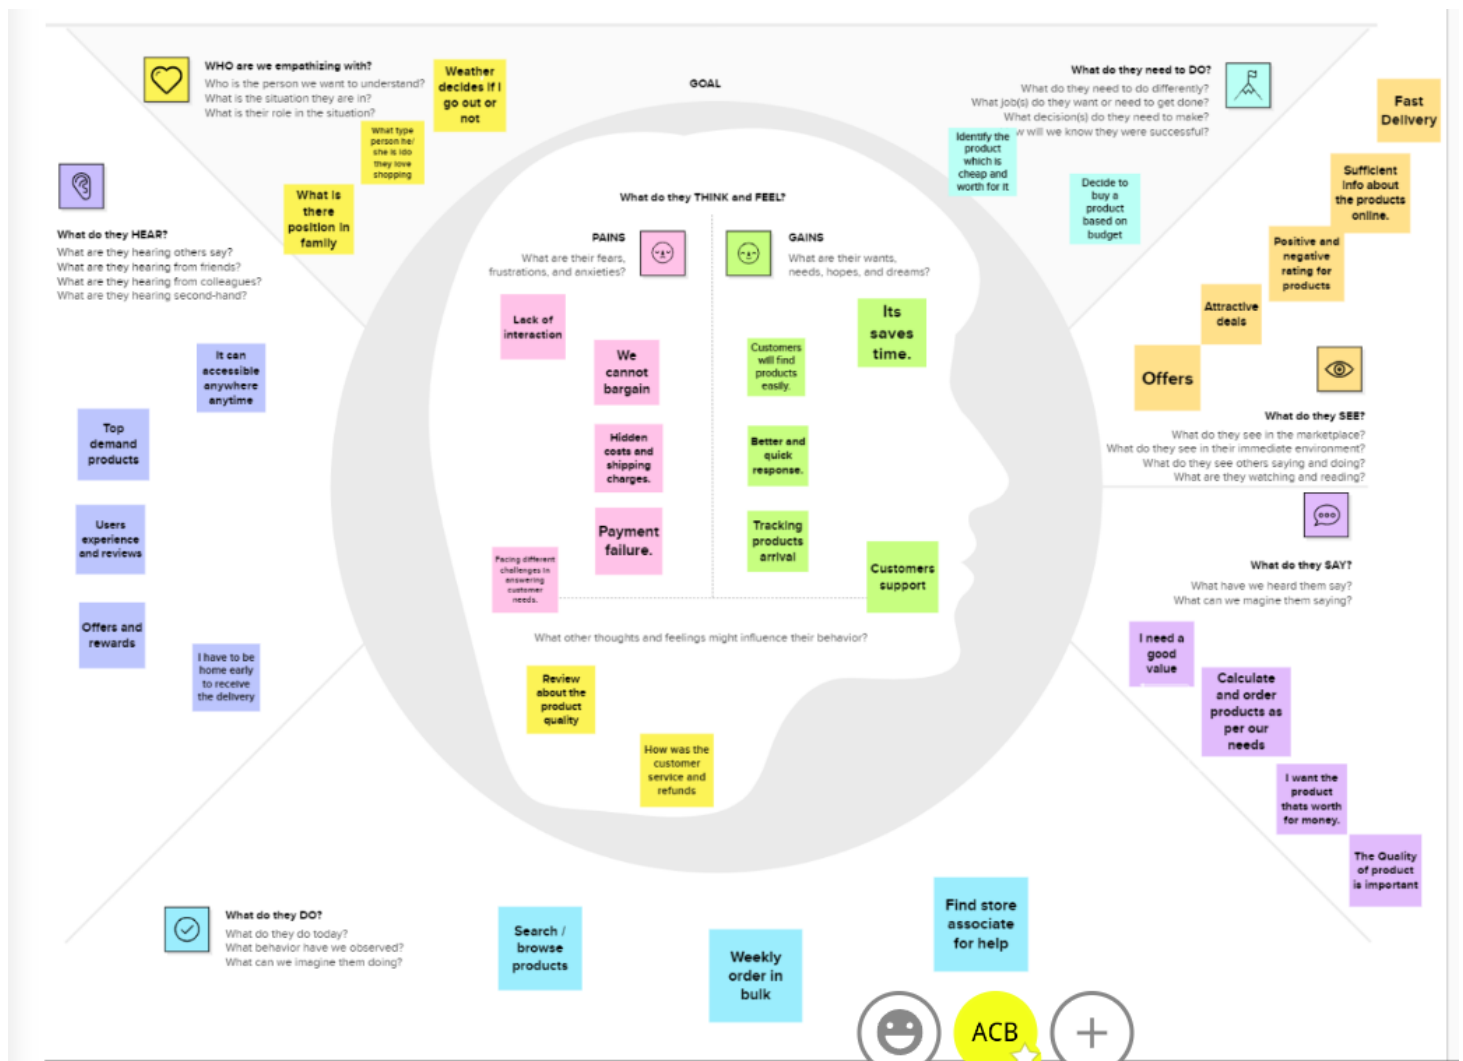 GOAL
WHO are we empathizing with?
Who is the person we want to understand?
What is the situation they are in?
What is their role in the situation?
Weather
decides if I
go out or
not
What type
person he/
she is Ido
they love
shopping
What is
there
position in
family
What do they need to DO?
What do they need to do differently?
What job(s) do they want or need to get done?
What decision(s) do they need to make?
w will we know they were successful?
Identify the
product
which is
cheap and
worth for it
Decide to
buy a
product
based on
budget
Fast
Delivery
Sufficient
Info about
the products
online.
Positive and
negative
rating for
products
Attractive
deals
Offers
What do they SEE?
What do they see in the marketplace?
What do they see in their immediate environment?
What do they see others saying and doing?
What are they watching and reading?
What do they HEAR?
What are they hearing others say?
What are they hearing from friends?
What are they hearing from colleagues?
What are they hearing second-hand?
It can
accessible
anywhere
anytime
Top
demand
products
Users
experience
and reviews
Offers and
rewards
I have to be
home early
to receive
the delivery
What do they THINK and FEEL?
PAINS
What are their fears,
frustrations, and anxieties?
Lack of
interaction
We
cannot
bargain
Hidden
costs and
shipping
charges.
Payment
failure.
Facing different
challenges in
answering
customer
needs.
GAINS
What are their wants,
needs, hopes, and dreams?
Its
saves
time.
Customers
will find
products
easily.
Better and
quick
response.
Tracking
products
arrival
Customers
support
What other thoughts and feelings might influence their behavior?
Review
about the
product
quality
How was the
customer
service and
refunds
What do they SAY?
What have we heard them say?
What can we magine them saying?
I need a
good
value
Calculate
and order
products as
per our
needs
I want the
product
thats worth
for money.
The Quality
of product
is important
What do they DO?
What do they do today?
What behavior have we observed?
What can we imagine them doing?
Search /
browse
products
Weekly
order in
bulk
Find store
associate
for help
ACB